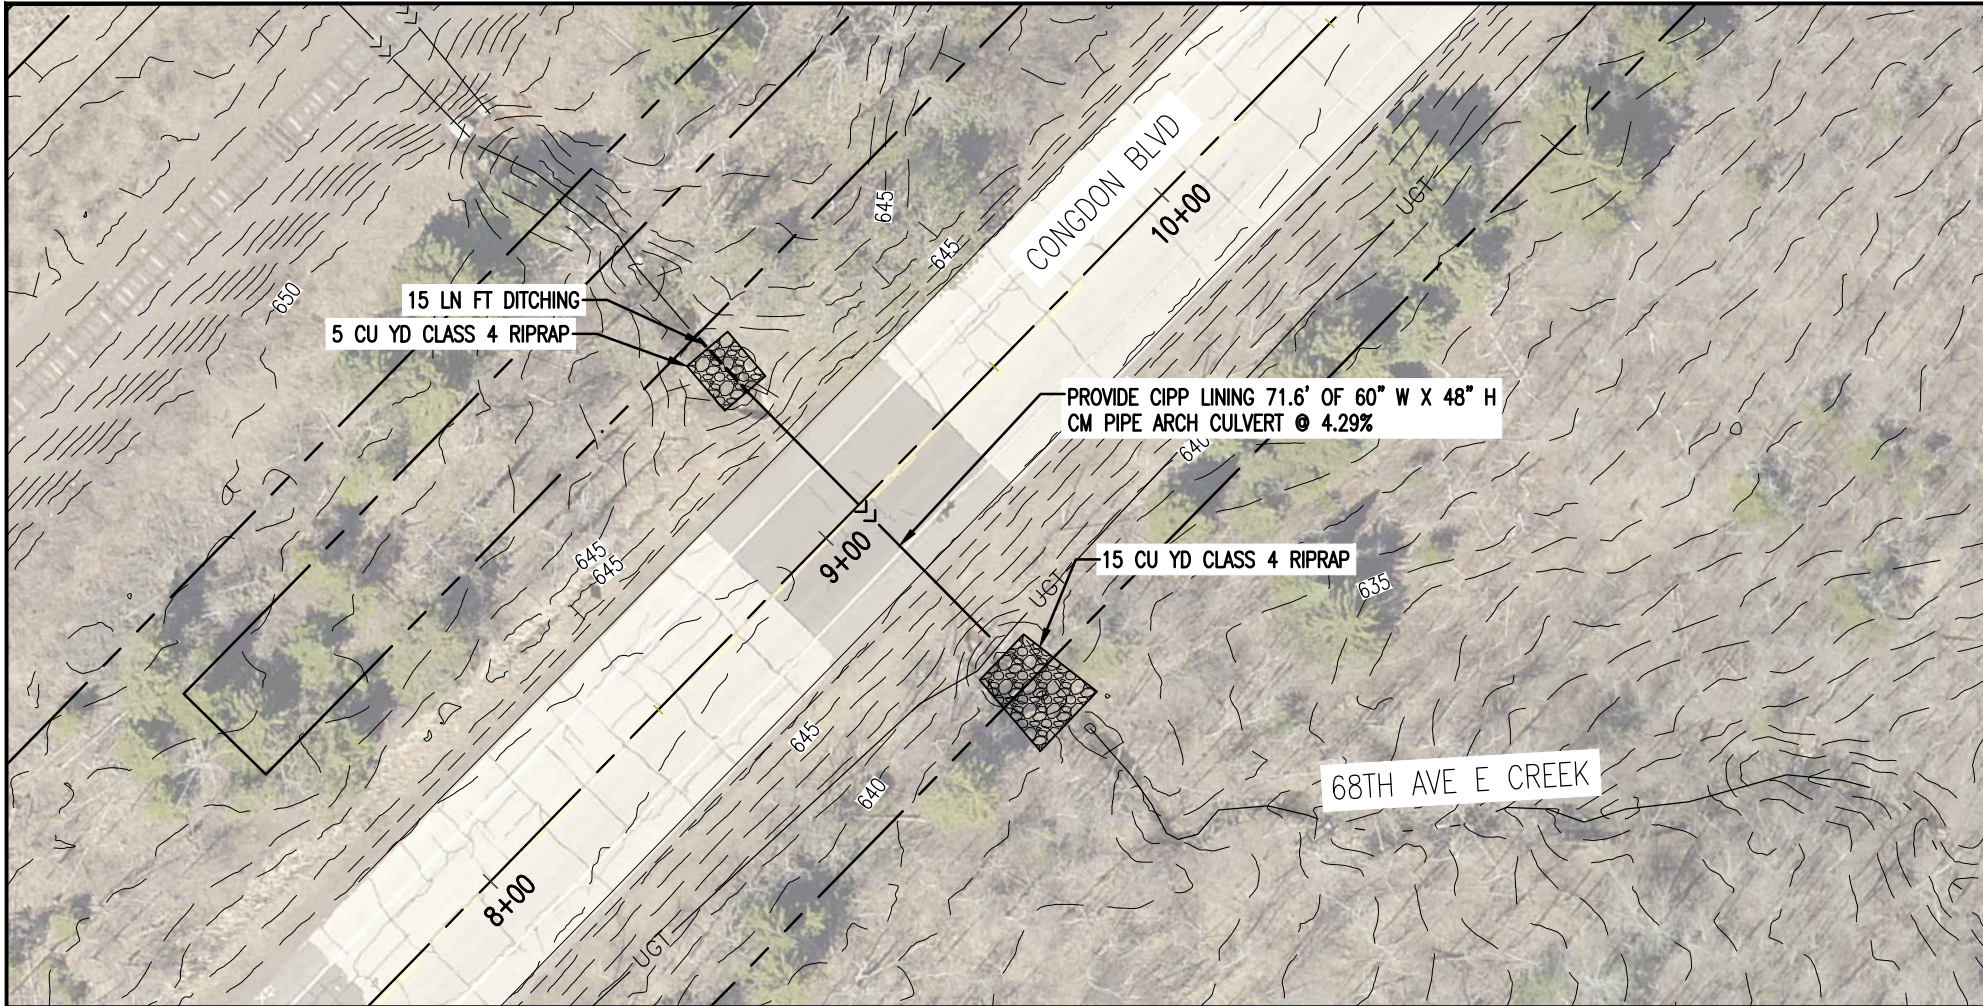 CONGDON BLVD
10+00
UGT
645
645
650
15 LN FT DITCHING
5 CU YD CLASS 4 RIPRAP
PROVIDE CIPP LINING 71.6' OF 60" W X 48" H
CM PIPE ARCH CULVERT @ 4.29%
640
9+00
645
645
15 CU YD CLASS 4 RIPRAP
UGT
635
645
68TH AVE E CREEK
640
8+00
UGT